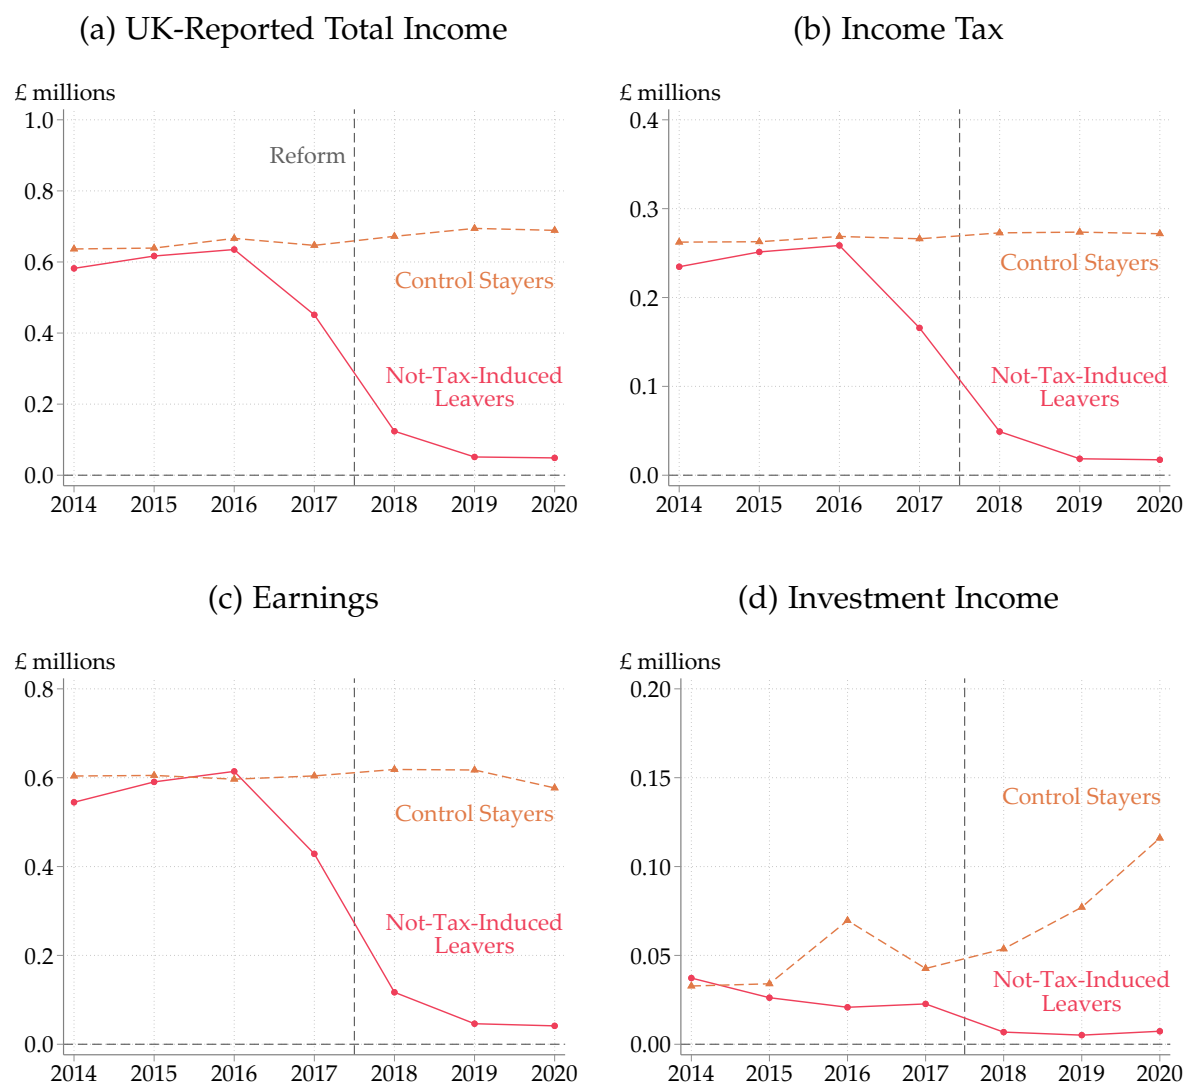 (a) UK-Reported Total Income
£ millions
1.0
0.8
0.6
0.4
0.2
0.0
Reform
Control Stayers
Not-Tax-Induced
Leavers
2014 2015 2016 2017 2018 2019 2020
(b) Income Tax
£ millions
0.4
0.3
0.2
0.1
0.0
Control Stayers
Not-Tax-Induced
Leavers
2014 2015 2016 2017 2018 2019 2020
(c) Earnings
£ millions
0.8
0.6
0.4
0.2
0.0
Control Stayers
Not-Tax-Induced
Leavers
2014 2015 2016 2017 2018 2019 2020
(d) Investment Income
£ millions
0.20
0.15
0.10
0.05
0.00
Control Stayers
Not-Tax-Induced
Leavers
2014 2015 2016 2017 2018 2019 2020